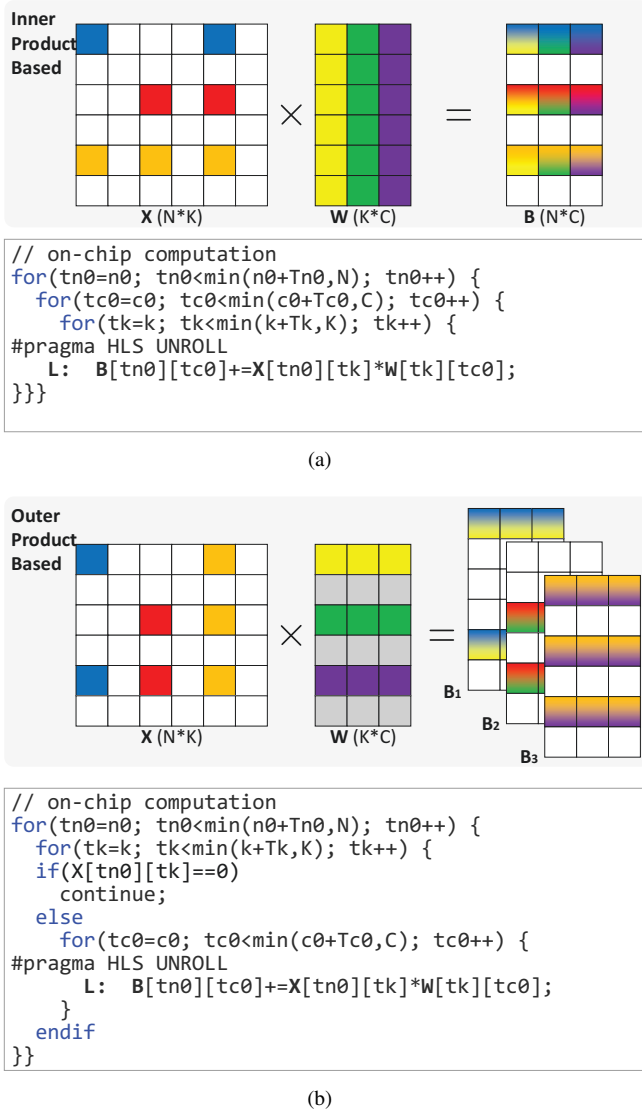 Inner
Product
Based
×
=
X (N*K)
W (K*C)
B (N*C)
// on-chip computation
for(tn0=n0; tn0<min(n0+Tn0,N); tn0++) {
for(tc0=c0; tc0<min(c0+Tc0,C); tc0++) {
for(tk=k; tk<min(k+Tk,K); tk++) {
#pragma HLS UNROLL
L: B[tn0][tc0]+=X[tn0][tk]*W[tk][tc0];
}}}
(a)
Outer
Product
Based
×
=
X (N*K)
W (K*C)
B1
B2
B3
// on-chip computation
for(tn0=n0; tn0<min(n0+Tn0,N); tn0++) {
for(tk=k; tk<min(k+Tk,K); tk++) {
if(X[tn0][tk]==0)
continue;
else
for(tc0=c0; tc0<min(c0+Tc0,C); tc0++) {
#pragma HLS UNROLL
L: B[tn0][tc0]+=X[tn0][tk]*W[tk][tc0];
}
endif
}}
(b)